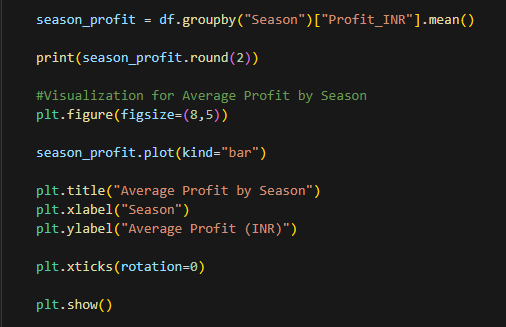 season_profit = df.groupby("Season")["Profit_INR"].mean()
print(season_profit.round(2))
#Visualization for Average Profit by Season
plt.figure(figsize=(8,5))
season_profit.plot(kind="bar")
plt.title("Average Profit by Season")
plt.xlabel("Season")
plt.ylabel("Average Profit (INR)")
plt.xticks(rotation=0)
plt.show()